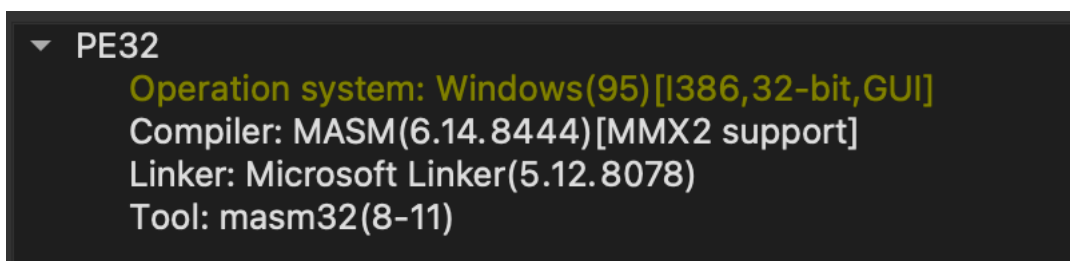 PE32
Operation system: Windows(95)[I386,32-bit,GUI]
Compiler: MASM(6.14.8444)[MMX2 support]
Linker: Microsoft Linker(5.12.8078)
Tool: masm32(8-11)